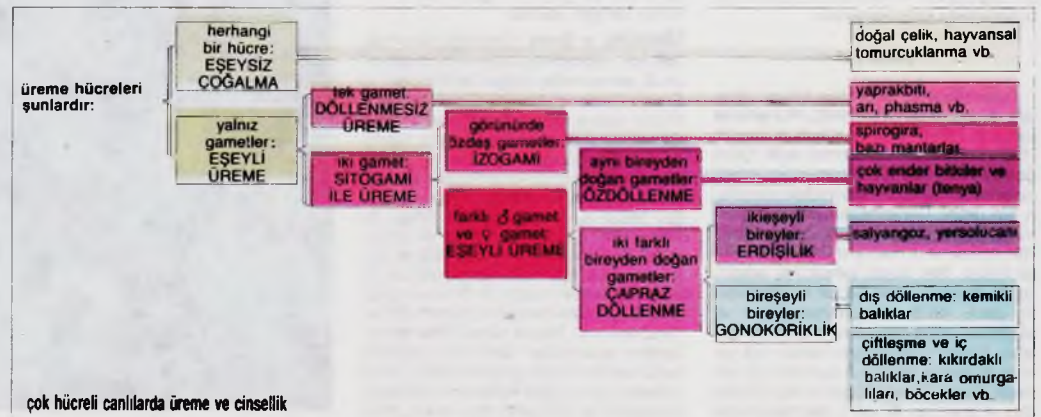 üreme hücreleri
şunlardır:
herhangi
bir hücre:
EŞEYSİZ
ÇOĞALMA
yalnız
gametler:
EŞEYLİ
ÜREME
tek gamet:
DÖLLENMESİZ
ÜREME
iki gamet:
SİTOGAMİ
İLE ÜREME
görünürde
özdeş gametler:
İZOGAMİ
farklı ♂ gamet
ve ♀ gamet:
EŞEYLİ ÜREME
aynı bireyden
doğan gametler:
ÖZDÖLLENME
iki farklı
bireyden doğan
gametler:
ÇAPRAZ
DÖLLENME
ikieşeyli
bireyler:
ERDİŞİLİK
bireşeyli
bireyler:
GONOKORİKLİK
doğal çelik, hayvansal
tomurcuklanma vb.
yaprakbiti,
arı, phasma vb.
spirogira,
bazı mantarlar
çok ender bitkiler ve
hayvanlar (tenya)
salyangoz, yersolucanı
dış döllenme: kemikli
balıklar
çiftleşme ve iç
döllenme: kıkırdaklı
balıklar, kara omurga-
lıları, böcekler vb.
çok hücreli canlılarda üreme ve cinsellik